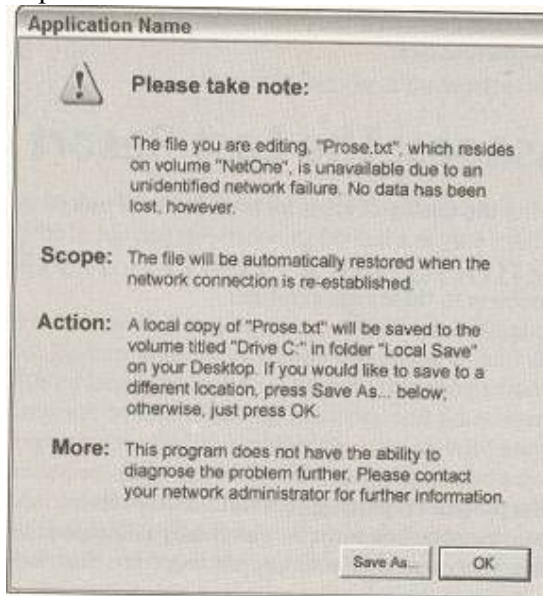 Application Name
Please take note:
The file you are editing, "Prose.txt", which resides
on volume "NetOne", is unavailable due to an
unidentified network failure. No data has been
lost, however.
Scope: The file will be automatically restored when the
network connection is re-established.
Action: A local copy of "Prose.txt" will be saved to the
volume titled "Drive C:" in folder "Local Save"
on your Desktop. If you would like to save to a
different location, press Save As... below;
otherwise, just press OK.
More: This program does not have the ability to
diagnose the problem further. Please contact
your network administrator for further information.
Save As... OK